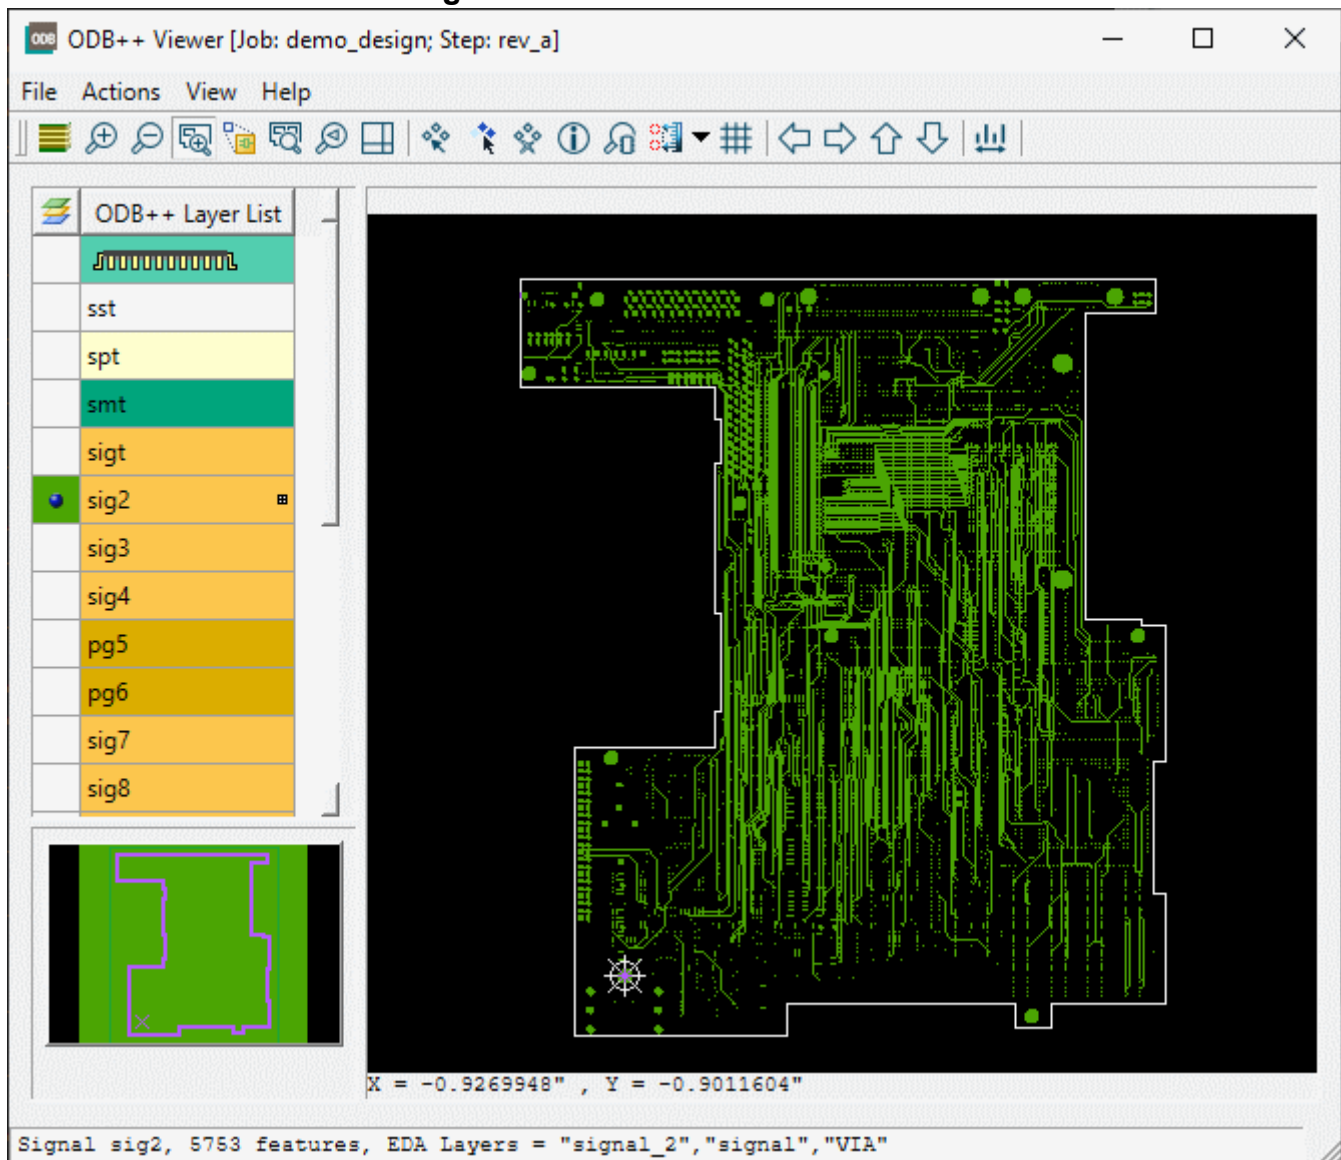 ODB ODB++ Viewer [Job: demo_design; Step: rev_a]
File Actions View Help
ODB++ Layer List
sst
spt
smt
sigt
sig2
sig3
sig4
pg5
pg6
sig7
sig8
X = -0.9269948" , Y = -0.9011604"
Signal sig2, 5753 features, EDA Layers = "signal_2","signal","VIA"